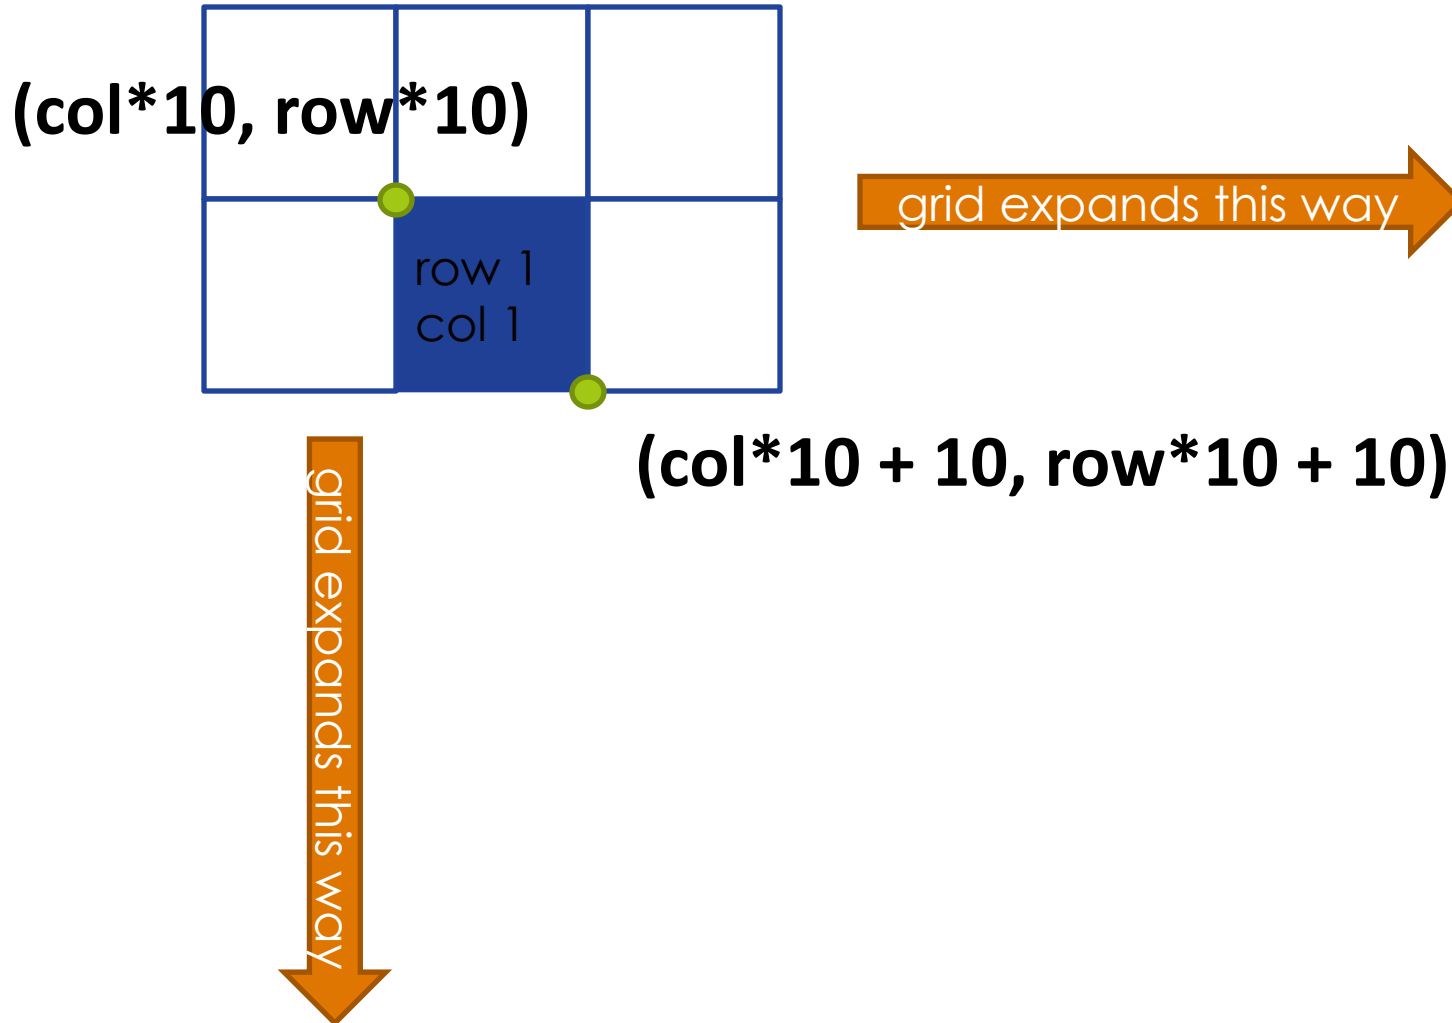 (col*10, row*10)
grid expands this way
row 1
col 1
(col*10 + 10, row*10 + 10)
grid expands this way